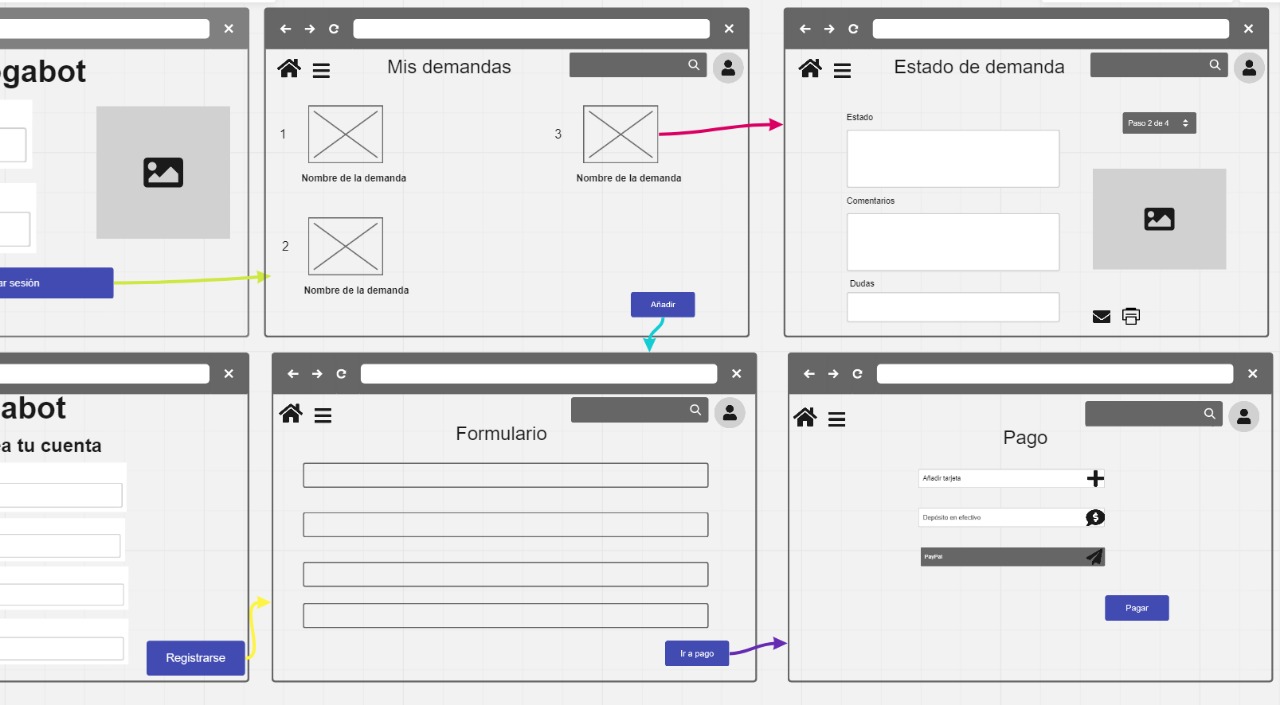 ogabot
ar sesión
Mis demandas
1
Nombre de la demanda
3
Nombre de la demanda
2
Nombre de la demanda
Añadir
Estado de demanda
Estado
Paso 2 de 4
Comentarios
Dudas
abot
ea tu cuenta
Registrarse
Formulario
Ir a pago
Pago
Añadir tarjeta
Depósito en efectivo
$
PayPal
Pagar